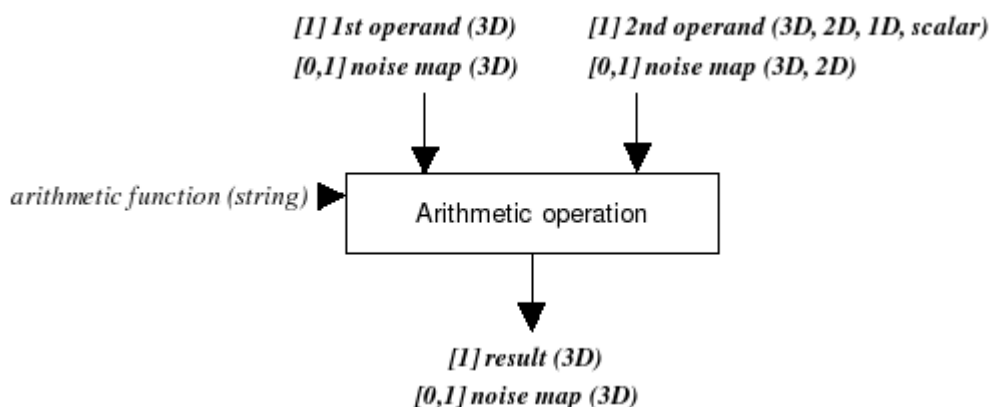 [1] 1st operand (3D)
[0,1] noise map (3D)
[1] 2nd operand (3D, 2D, 1D, scalar)
[0,1] noise map (3D, 2D)
arithmetic function (string)
Arithmetic operation
[1] result (3D)
[0,1] noise map (3D)